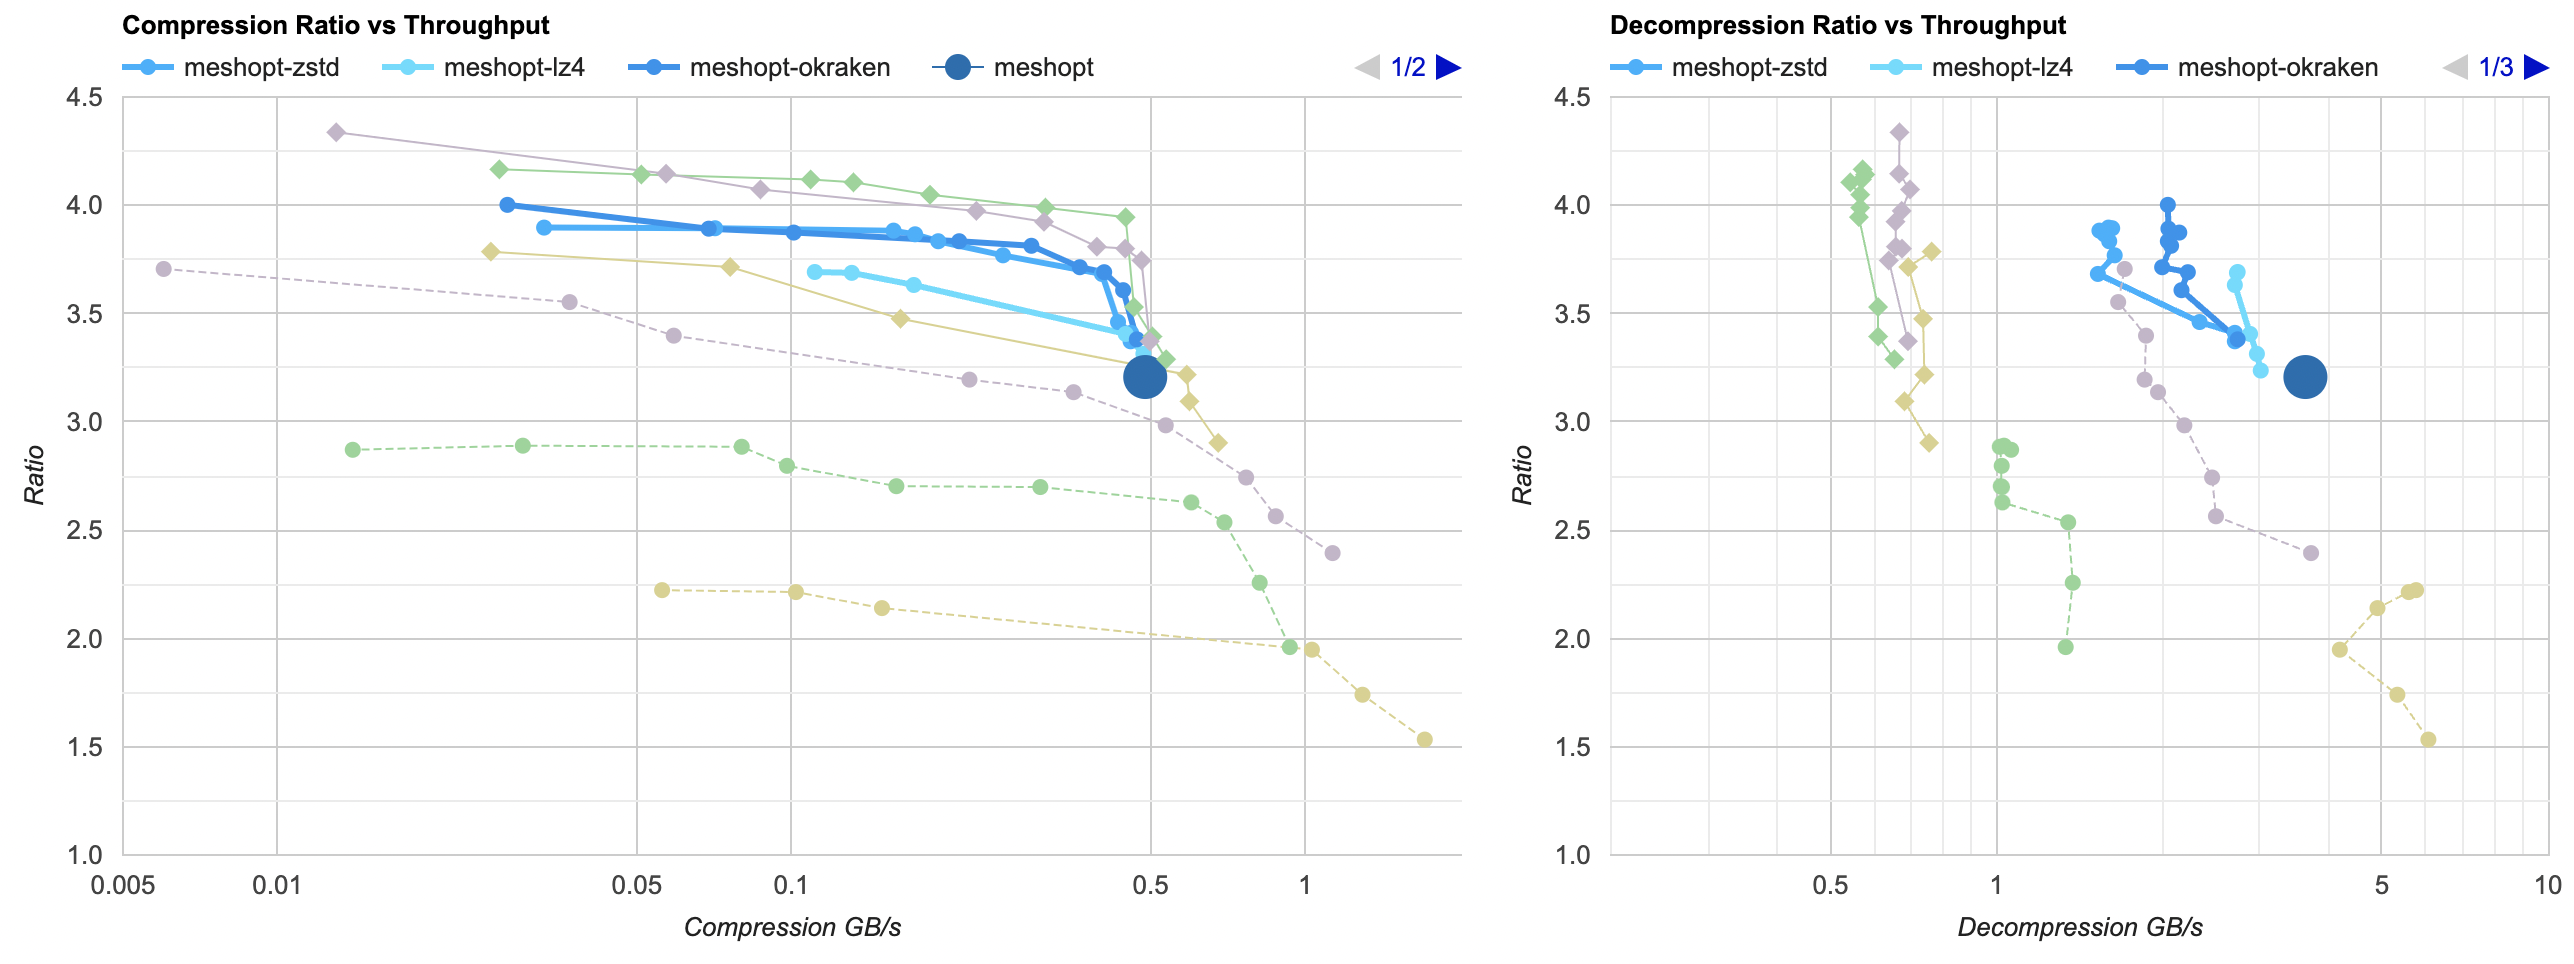 Compression Ratio vs Throughput
meshopt-zstd meshopt-lz4 meshopt-okraken meshopt 1/2
4.5
4.0
3.5
3.0
2.5
2.0
1.5
1.0
Ratio
0.005 0.01 0.05 0.1 0.5 1
Compression GB/s
Decompression Ratio vs Throughput
meshopt-zstd meshopt-lz4 meshopt-okraken 1/3
4.5
4.0
3.5
3.0
2.5
2.0
1.5
1.0
Ratio
0.5 1 5 10
Decompression GB/s